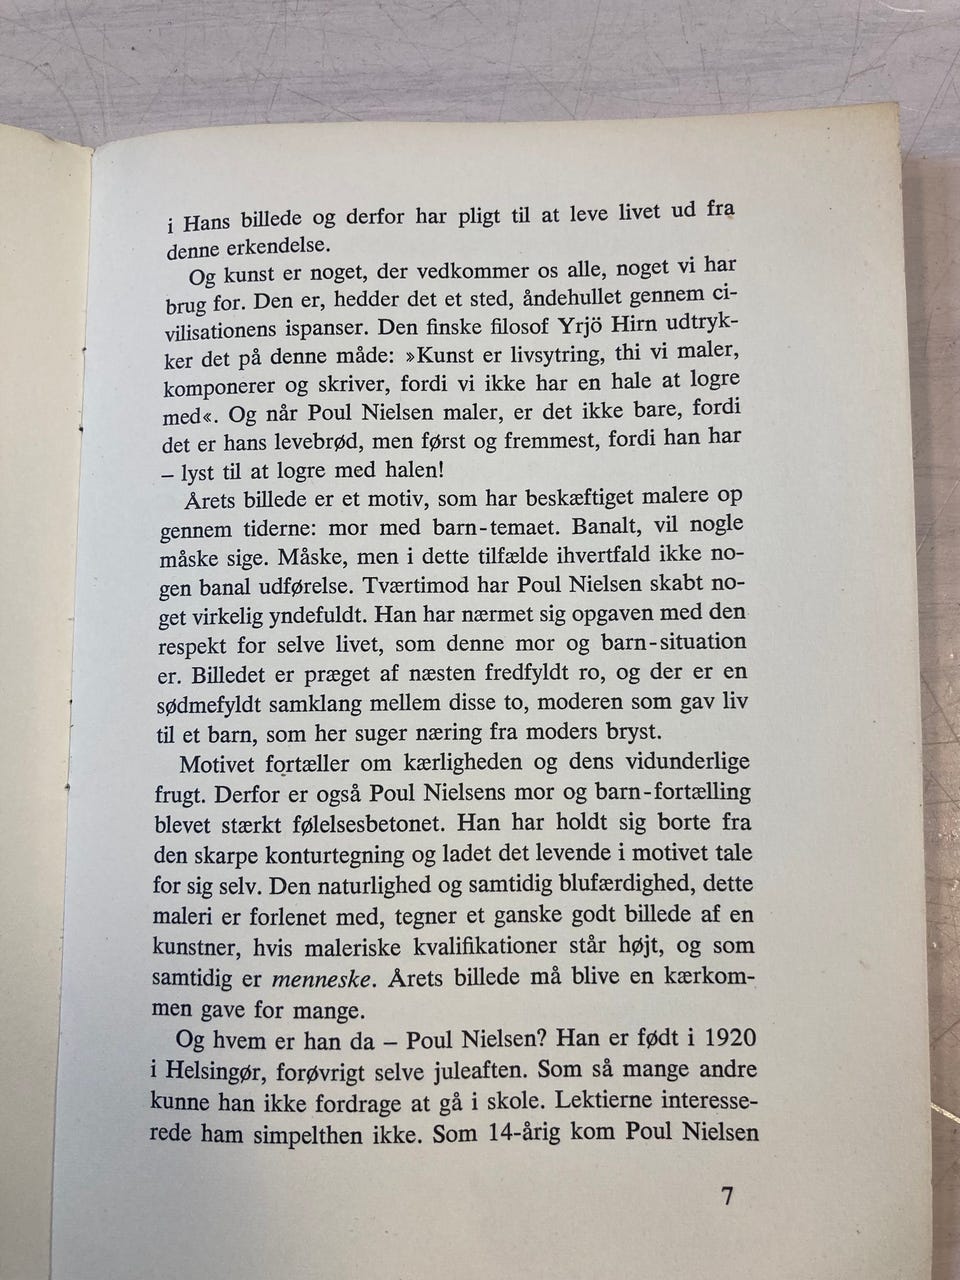 i Hans billede og derfor har pligt til at leve livet ud fra
denne erkendelse.
Og kunst er noget, der vedkommer os alle, noget vi har
brug for. Den er, hedder det et sted, åndehullet gennem ci-
vilisationens ispanser. Den finske filosof Yrjö Hirn udtryk-
ker det på denne måde: »Kunst er livsytring, thi vi maler,
komponerer og skriver, fordi vi ikke har en hale at logre
med«. Og når Poul Nielsen maler, er det ikke bare, fordi
det er hans levebrød, men først og fremmest, fordi han har
– lyst til at logre med halen!
Årets billede er et motiv, som har beskæftiget malere op
gennem tiderne: mor med barn-temaet. Banalt, vil nogle
måske sige. Måske, men i dette tilfælde ihvertfald ikke no-
gen banal udførelse. Tværtimod har Poul Nielsen skabt no-
get virkelig yndefuldt. Han har nærmet sig opgaven med den
respekt for selve livet, som denne mor og barn-situation
er. Billedet er præget af næsten fredfyldt ro, og der er en
sødmefyldt samklang mellem disse to, moderen som gav liv
til et barn, som her suger næring fra moders bryst.
Motivet fortæller om kærligheden og dens vidunderlige
frugt. Derfor er også Poul Nielsens mor og barn-fortælling
blevet stærkt følelsesbetonet. Han har holdt sig borte fra
den skarpe konturtegning og ladet det levende i motivet tale
for sig selv. Den naturlighed og samtidig blufærdighed, dette
maleri er forlenet med, tegner et ganske godt billede af en
kunstner, hvis maleriske kvalifikationer står højt, og som
samtidig er menneske. Årets billede må blive en kærkom-
men gave for mange.
Og hvem er han da – Poul Nielsen? Han er født i 1920
i Helsingør, forøvrigt selve juleaften. Som så mange andre
kunne han ikke fordrage at gå i skole. Lektierne interesse-
rede ham simpelthen ikke. Som 14-årig kom Poul Nielsen
7